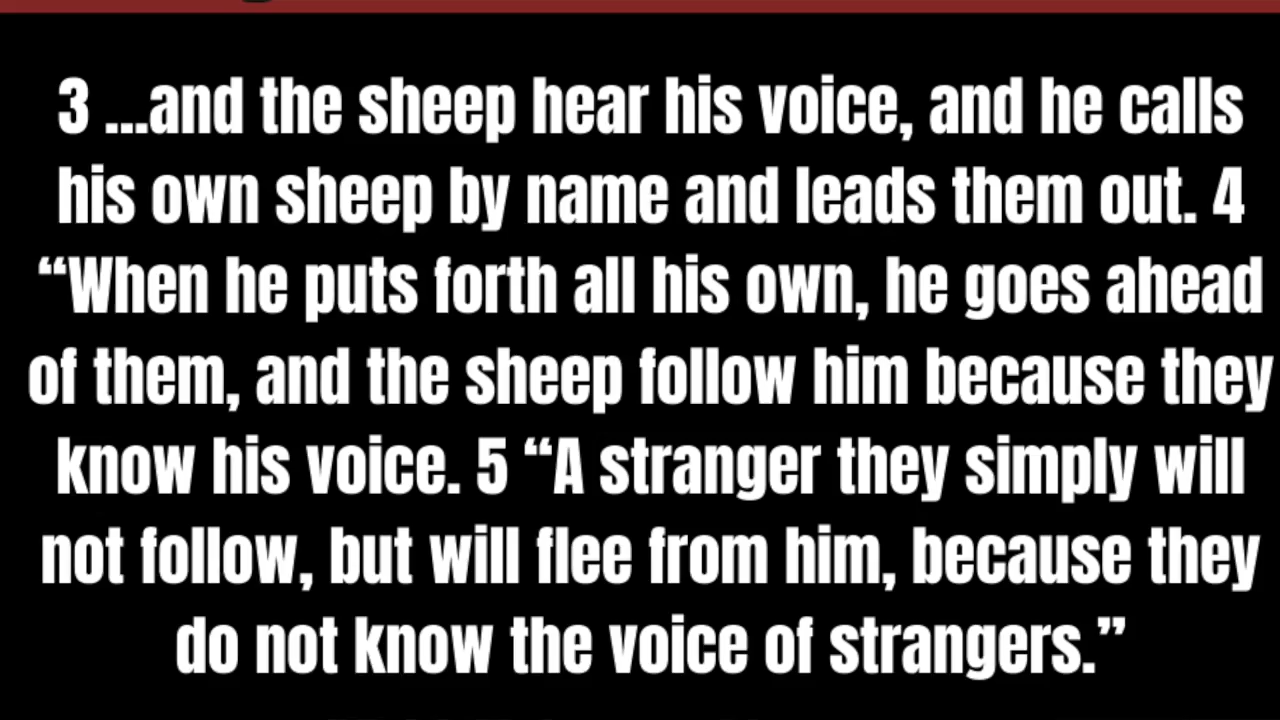 3 ...and the sheep hear his voice, and he calls
his own sheep by name and leads them out. 4
“When he puts forth all his own, he goes ahead
of them, and the sheep follow him because they
know his voice. 5 “A stranger they simply will
not follow, but will flee from him, because they
do not know the voice of strangers.”